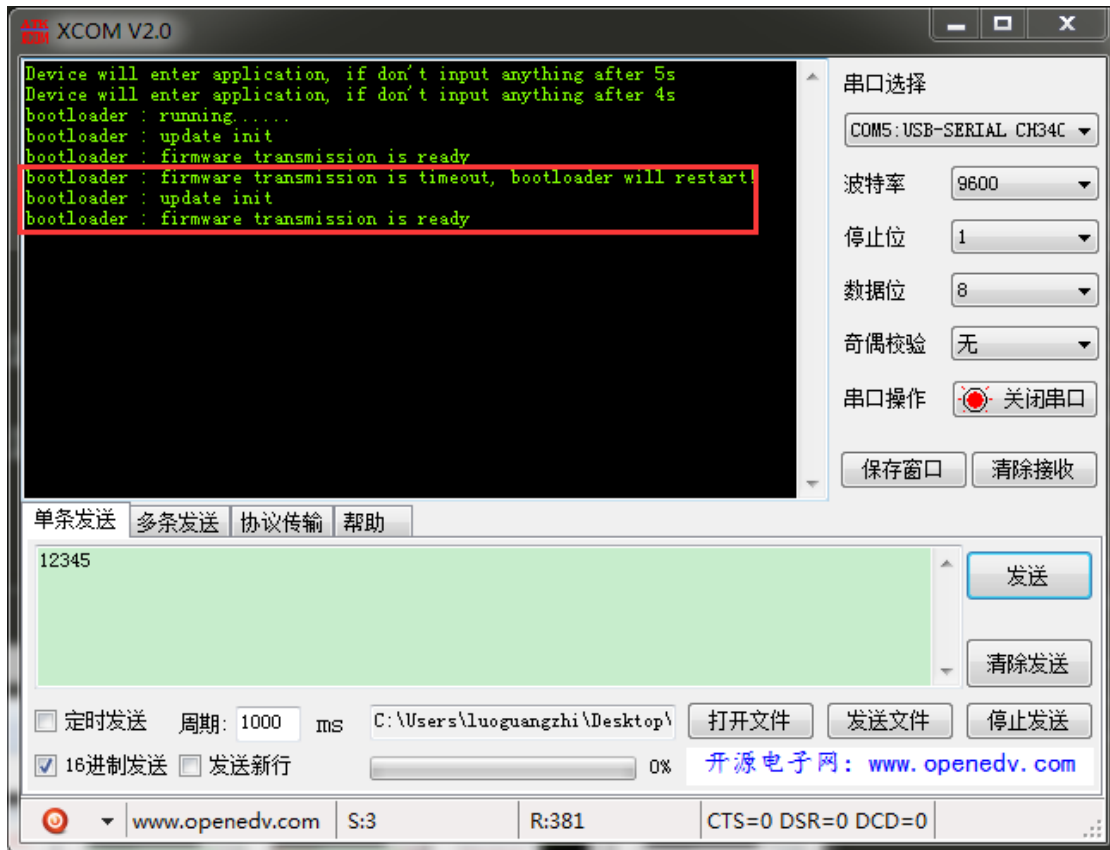 ATK
COM
XCOM V2.0
Device will enter application, if don't input anything after 5s
Device will enter application, if don't input anything after 4s
bootloader : running......
bootloader : update init
bootloader : firmware transmission is ready
bootloader : firmware transmission is timeout, bootloader will restart!
bootloader : update init
bootloader : firmware transmission is ready
串口选择
COM5:USB-SERIAL CH34C
波特率
9600
停止位
1
数据位
8
奇偶校验
无
串口操作
关闭串口
保存窗口
清除接收
单条发送
多条发送
协议传输
帮助
12345
发送
清除发送
定时发送
周期: 1000 ms
C:\Users\luoguangzhi\Desktop\
打开文件
发送文件
停止发送
16进制发送
发送新行
0%
开源电子网: www.openedv.com
www.openedv.com
S:3
R:381
CTS=0 DSR=0 DCD=0